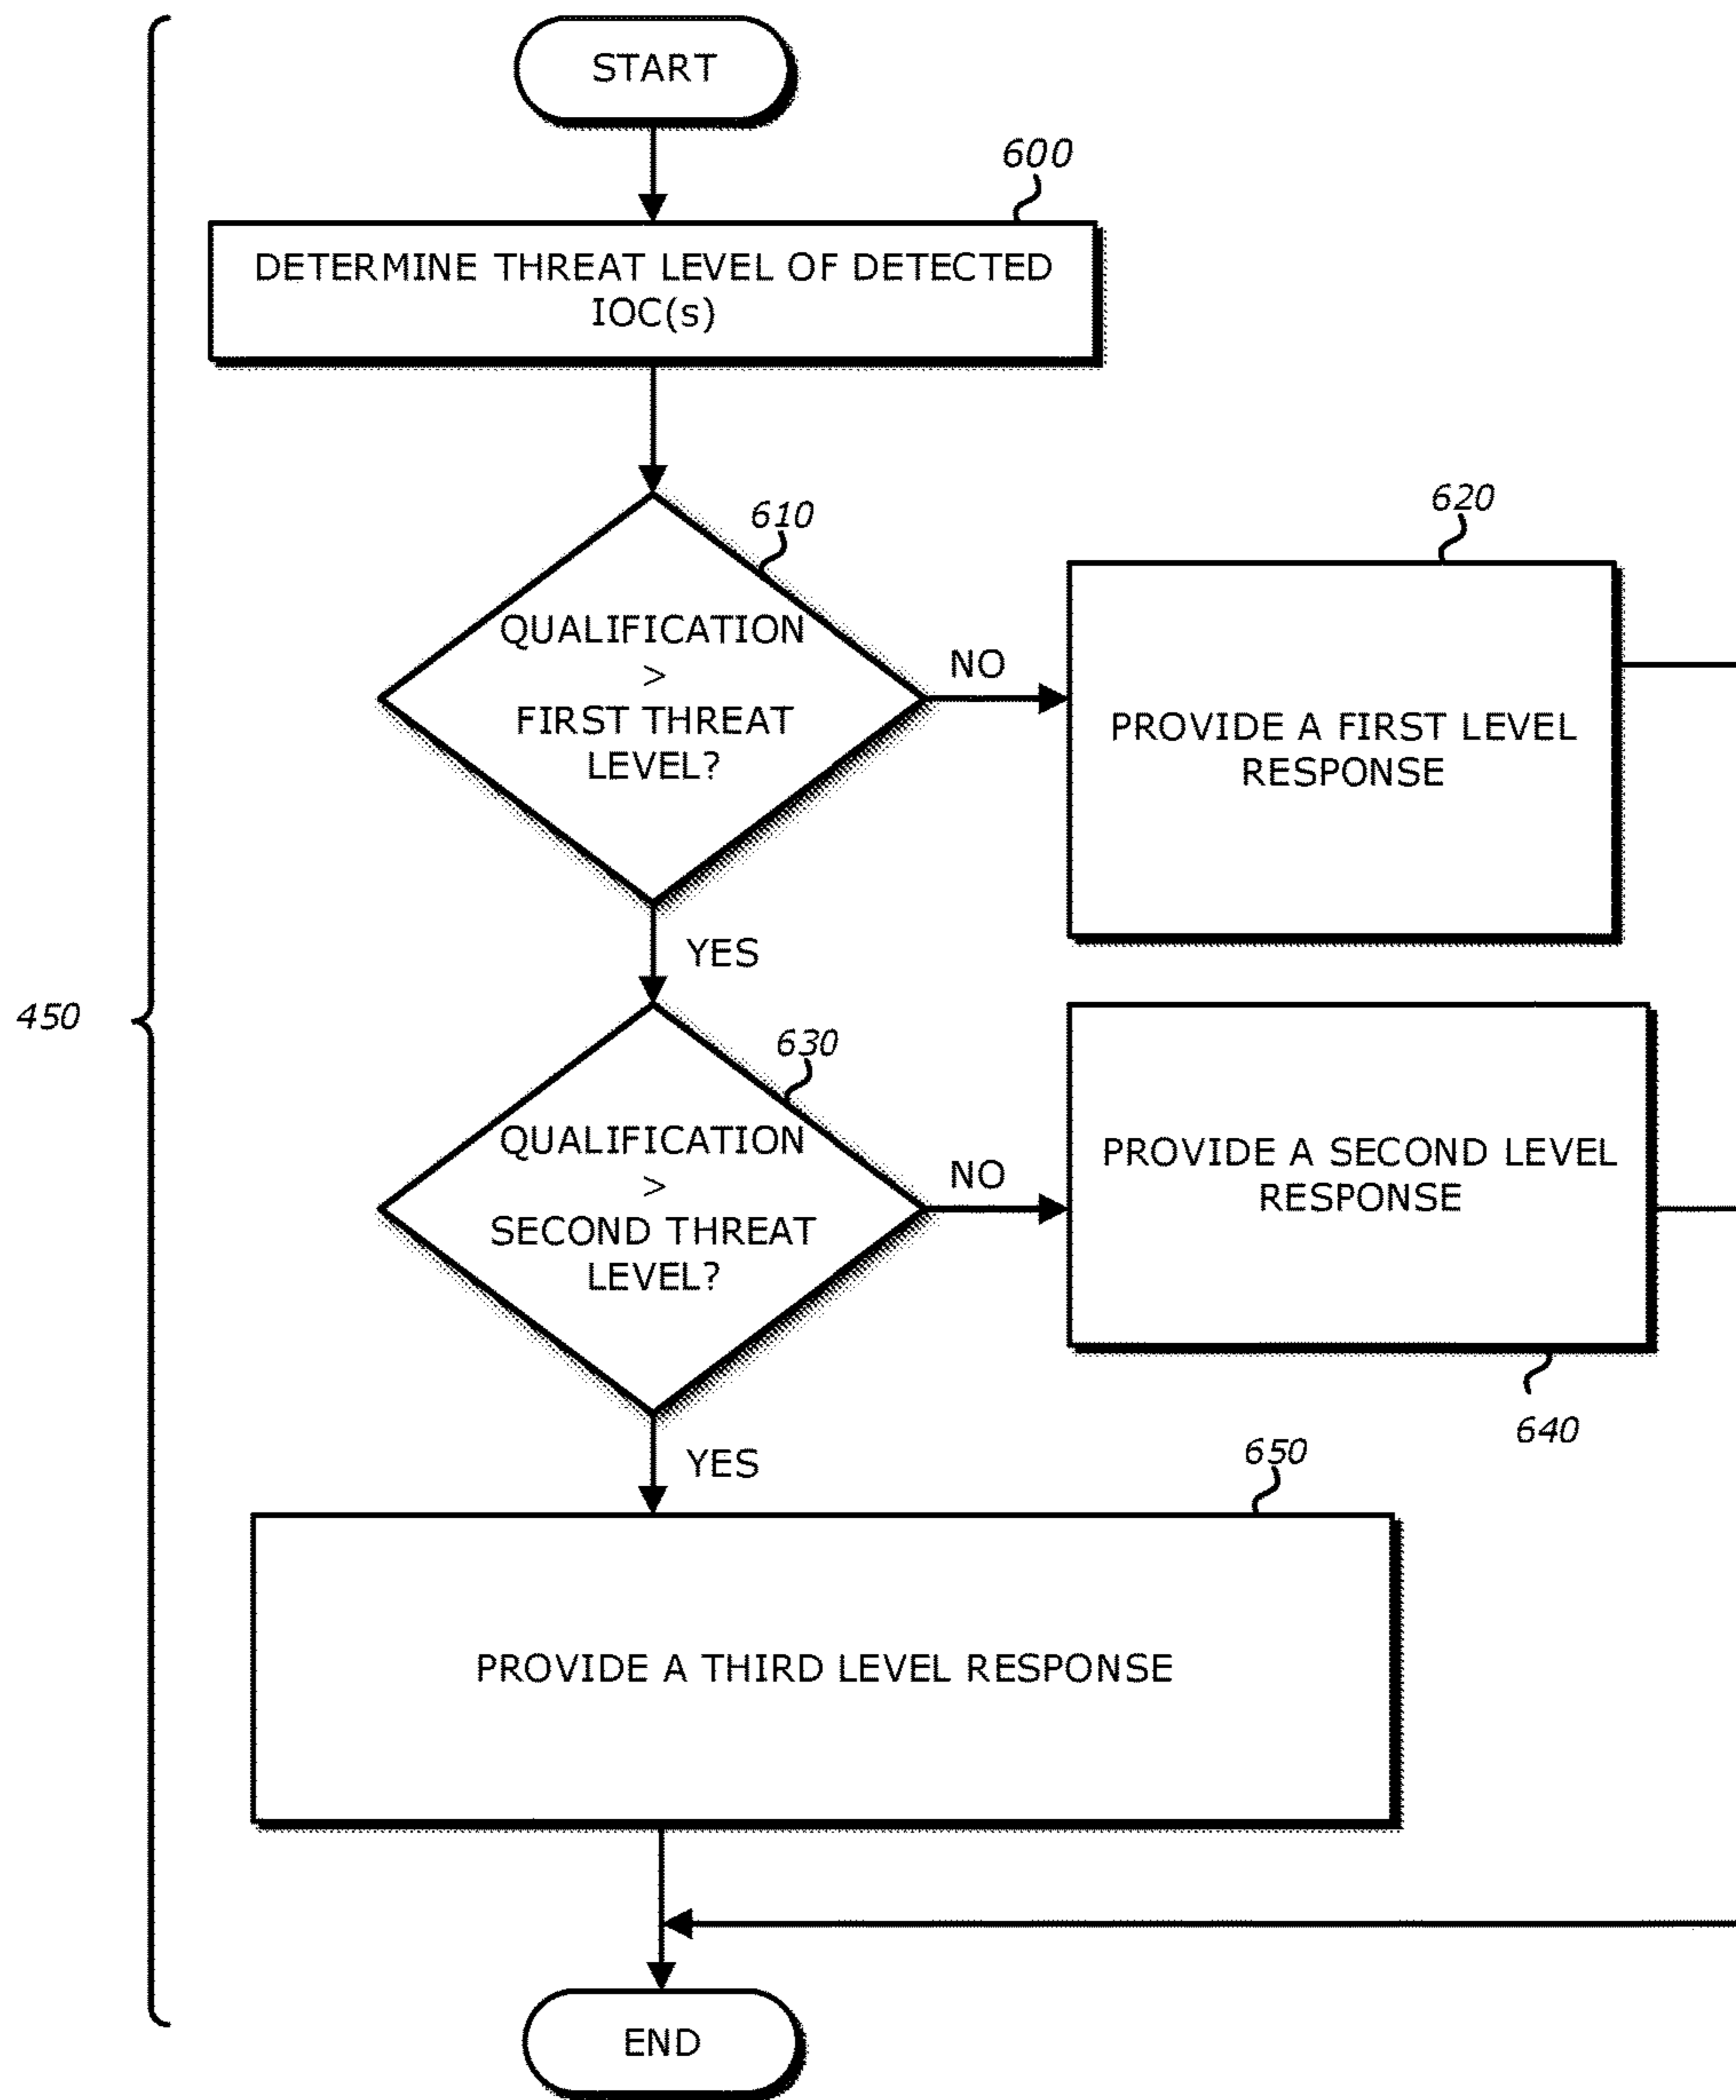 START
600
DETERMINE THREAT LEVEL OF DETECTED
IOC(s)
610
QUALIFICATION
>
FIRST THREAT
LEVEL?
NO
620
PROVIDE A FIRST LEVEL
RESPONSE
YES
450
630
QUALIFICATION
>
SECOND THREAT
LEVEL?
NO
PROVIDE A SECOND LEVEL
RESPONSE
640
YES
650
PROVIDE A THIRD LEVEL RESPONSE
END